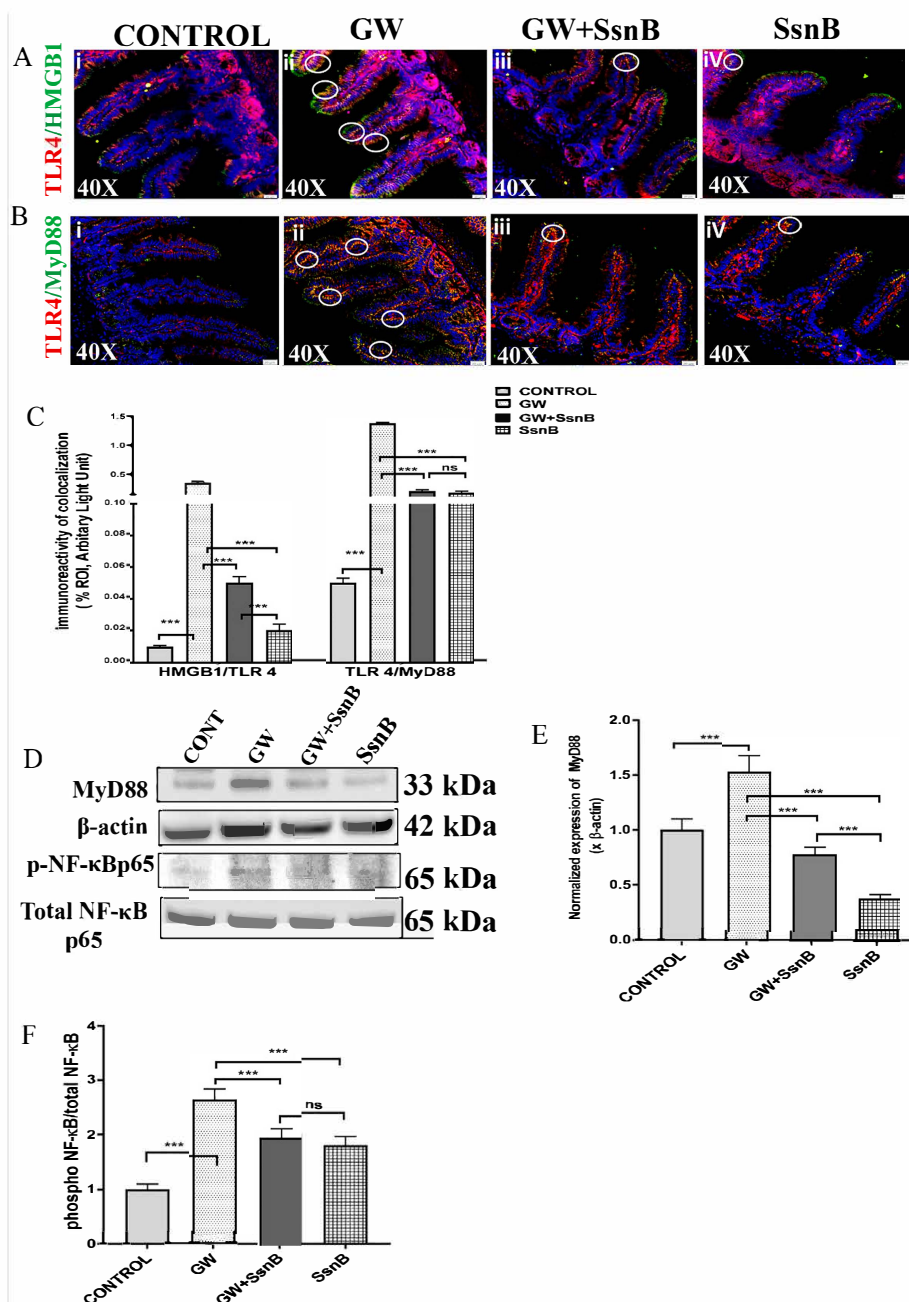 CONTROL GW GW+SsnB SsnB
A
TLR4/HMGB1
i ii iii iV
40X 40X 40X 40X
B
TLR4/MyD88
i ii iii iV
40X 40X 40X 40X
CONTROL
GW
GW+SsnB
SsnB
C
immunoreactivity of colocalization
( % ROI, Arbitary Light Unit)
1.5
1.0
0.5
0.10
0.08
0.06
0.04
0.02
0.00
*** *** *** ***
*** *** *** ns
HMGB1/TLR 4 TLR 4/MyD88
D
CONT GW GW+SsnB SsnB
MyD88 33 kDa
β-actin 42 kDa
p-NF-κBp65 65 kDa
Total NF-κB 65 kDa
p65
E
Normalized expression of MyD88
(x β-actin)
2.0
1.5
1.0
0.5
0.0
*** *** *** ***
CONTROL GW GW+SsnB SsnB
F
phospho NF-κB/total NF-κB
4
3
2
1
0
*** *** *** ns
CONTROL GW GW+SsnB SsnB